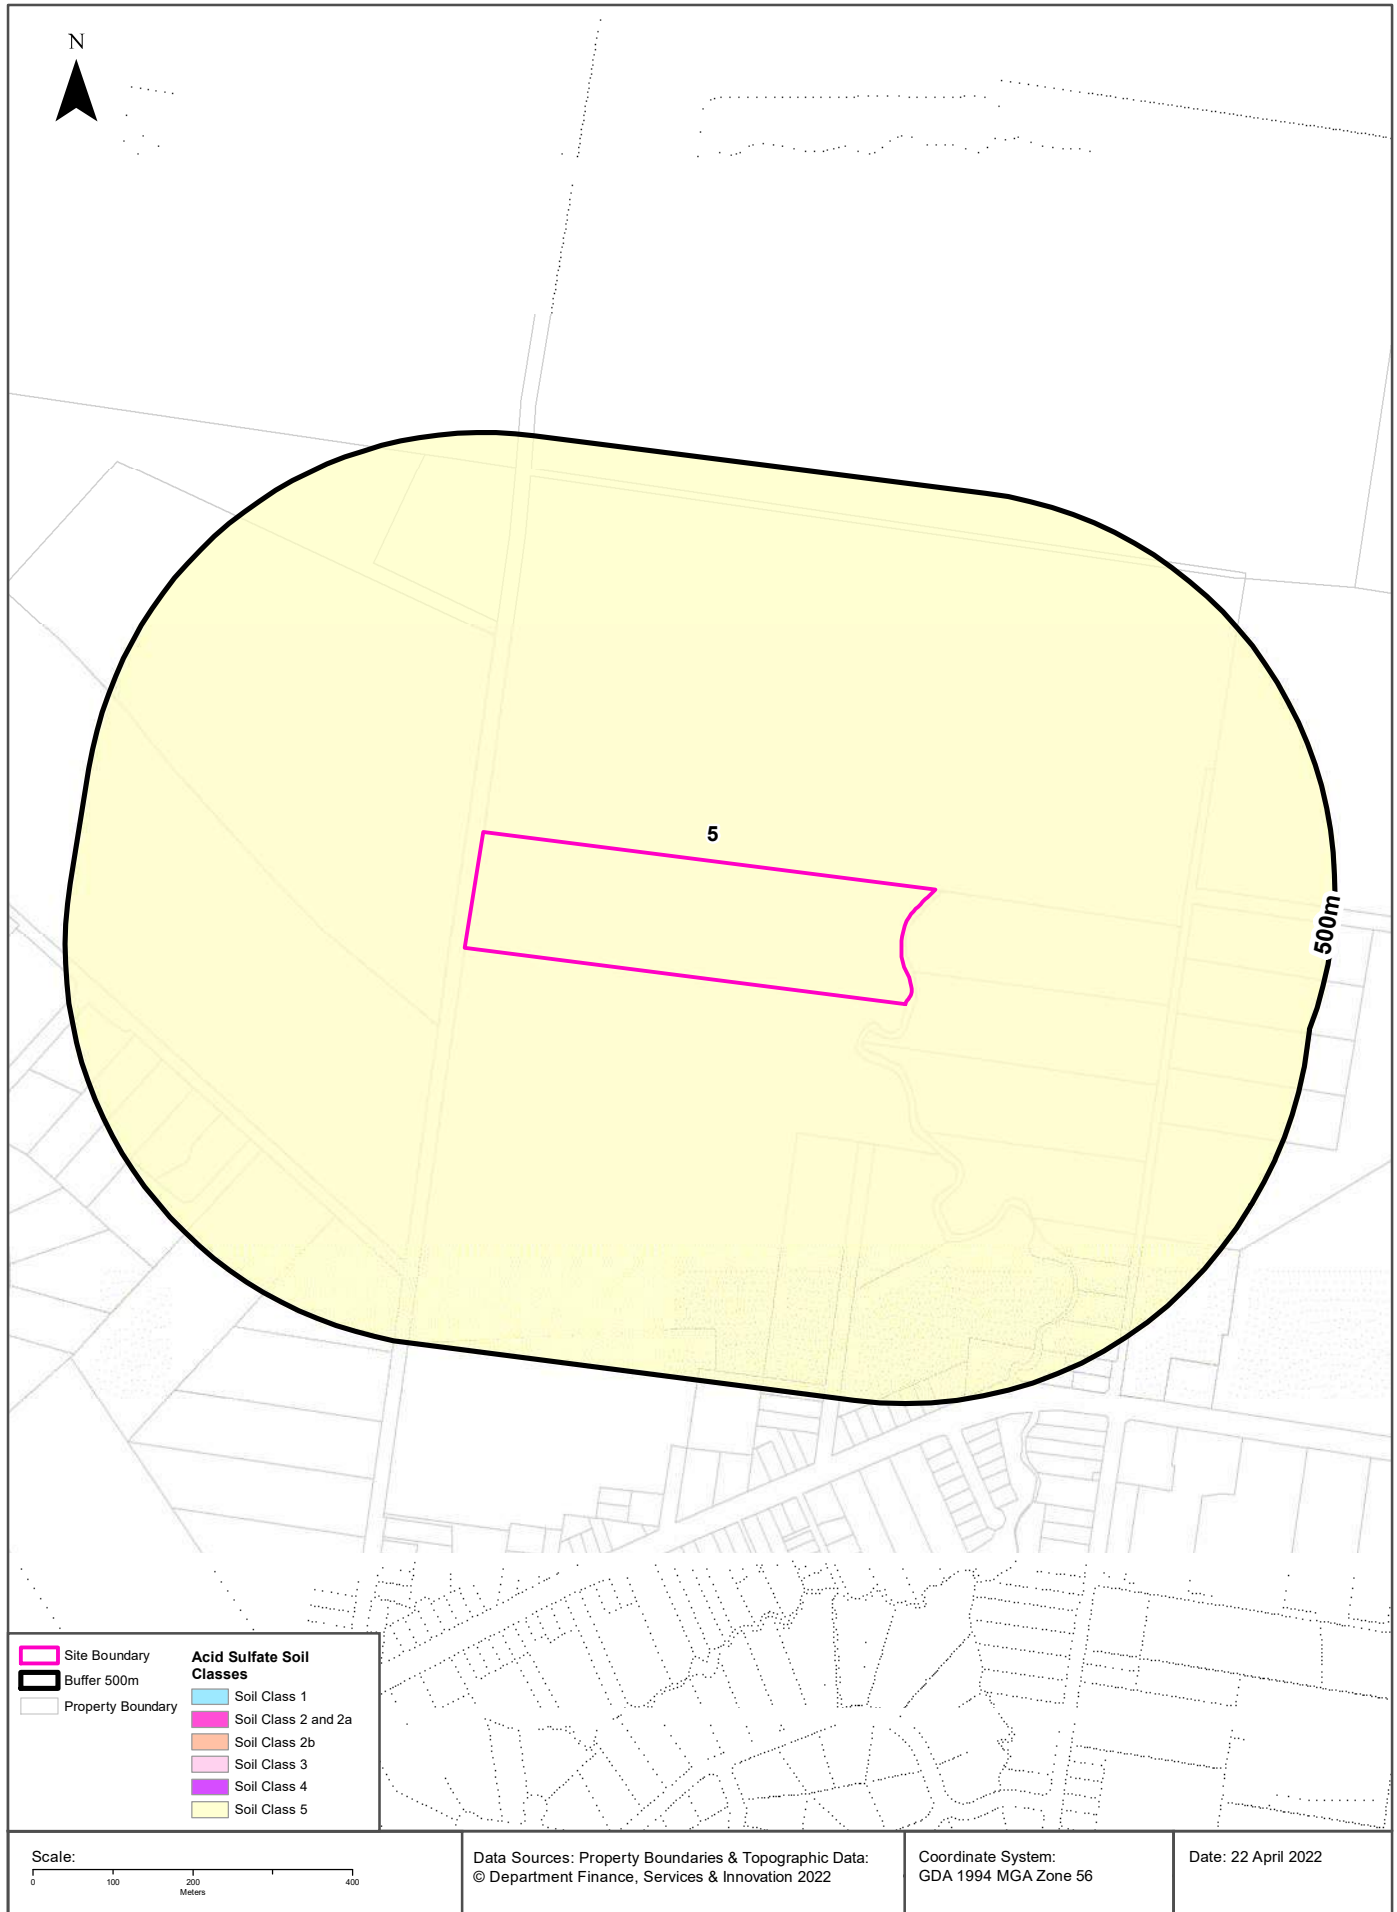 N
5
500m
Site Boundary
Buffer 500m
Property Boundary
Acid Sulfate Soil
Classes
Soil Class 1
Soil Class 2 and 2a
Soil Class 2b
Soil Class 3
Soil Class 4
Soil Class 5
Scale:
0 100 200 400
Meters
Data Sources: Property Boundaries & Topographic Data:
© Department Finance, Services & Innovation 2022
Coordinate System:
GDA 1994 MGA Zone 56
Date: 22 April 2022